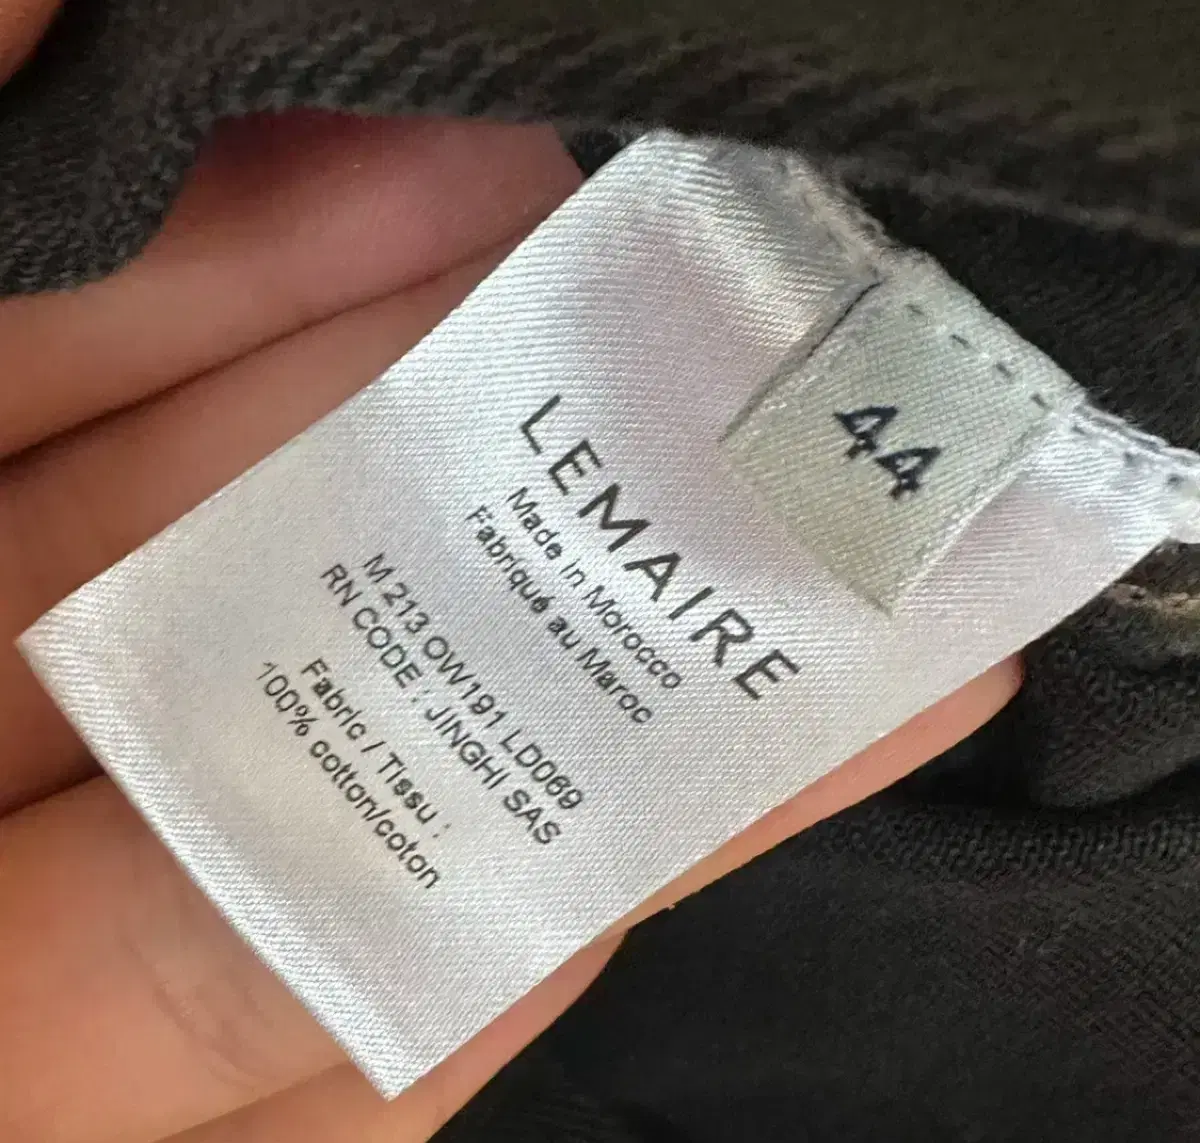 44
LEMAIRE
Made in Morocco
Fabriqué au Maroc
M 213 OW191 LD069
RN CODE : JINGHI SAS
Fabric / Tissu :
100% cotton/coton